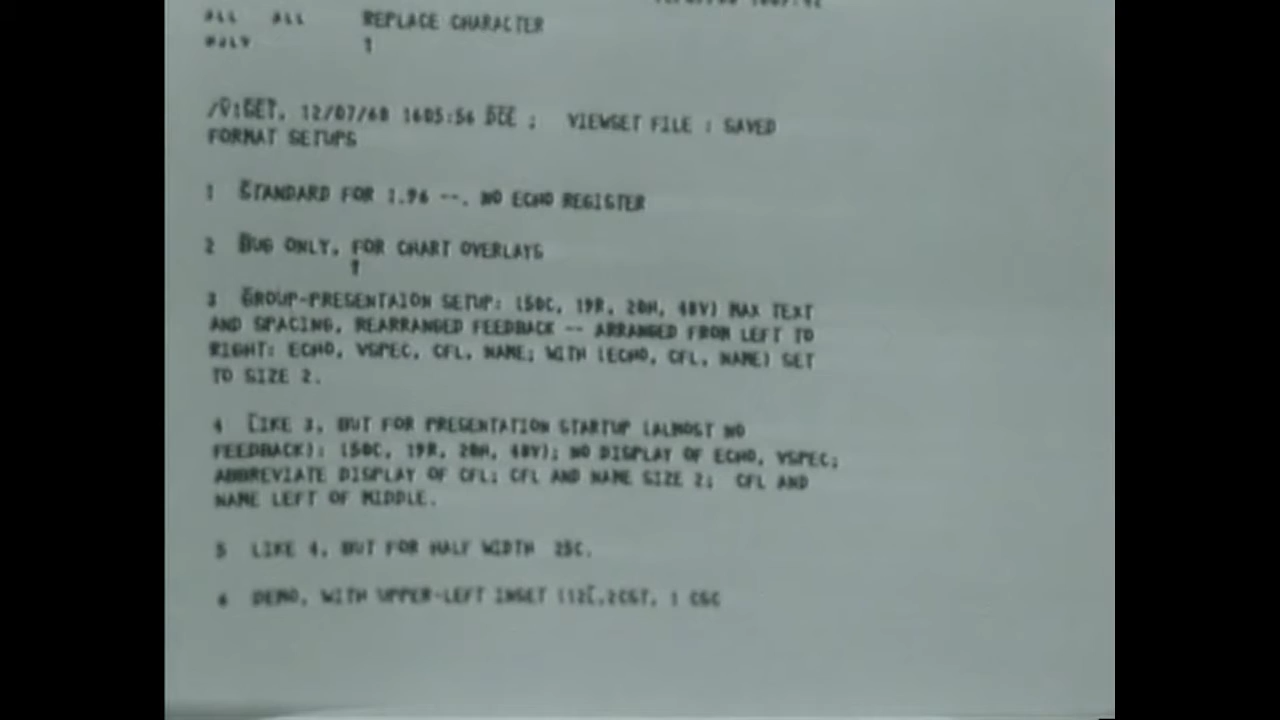 ALL ALL REPLACE CHARACTER
/VISET, 12/07/68 1605:56 DCE ; VIEWSET FILE : SAVED
FORMAT SETUPS
1 STANDARD FOR 1.96 --, NO ECHO REGISTER
2 BUG ONLY, FOR CHART OVERLAYS
3 GROUP-PRESENTAION SETUP: (50C, 19R, 20H, 48V) MAX TEXT
AND SPACING, REARRANGED FEEDBACK -- ARRANGED FROM LEFT TO
RIGHT: ECHO, VSPEC, CFL, NAME; WITH (ECHO, CFL, NAME) SET
TO SIZE 2.
4 LIKE 3, BUT FOR PRESENTATION STARTUP (ALMOST NO
FEEDBACK): (50C, 19R, 20H, 48V); NO DISPLAY OF ECHO, VSPEC;
ABBREVIATE DISPLAY OF CFL; CFL AND NAME SIZE 2; CFL AND
NAME LEFT OF MIDDLE.
5 LIKE 4, BUT FOR HALF WIDTH 25C.
6 DEMO, WITH UPPER-LEFT INSET 1 CGC